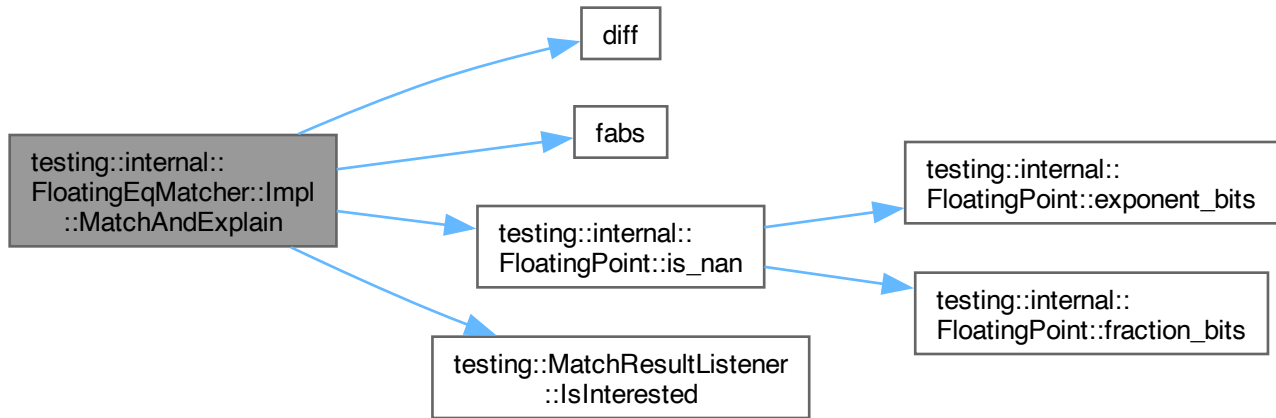 testing::internal::
FloatingEqMatcher::Impl
::MatchAndExplain
diff
fabs
testing::internal::
FloatingPoint::is_nan
testing::MatchResultListener
::IsInterested
testing::internal::
FloatingPoint::exponent_bits
testing::internal::
FloatingPoint::fraction_bits